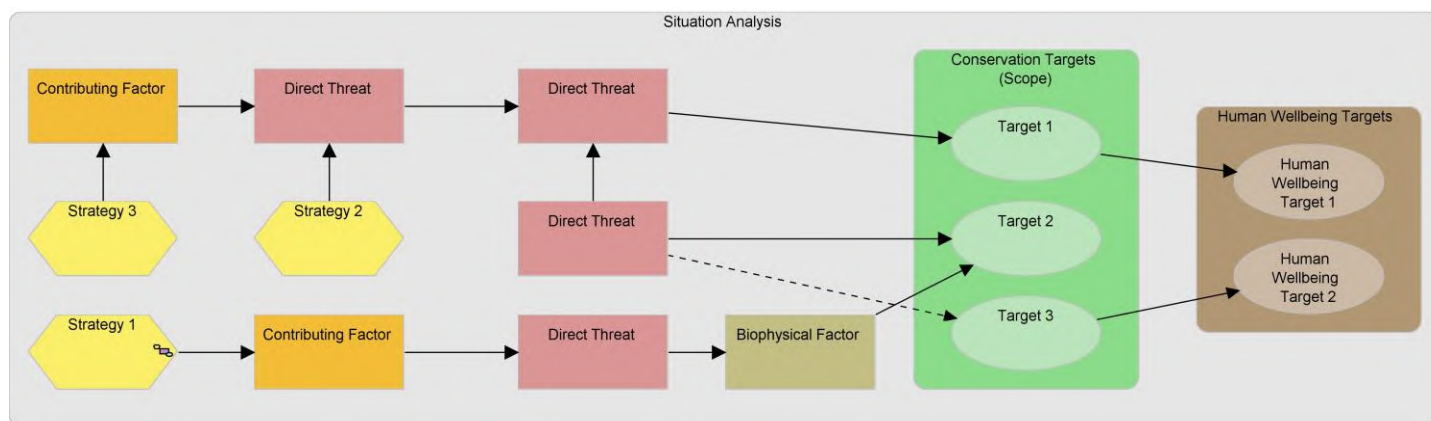 Situation Analysis
Contributing Factor
Direct Threat
Direct Threat
Conservation Targets
(Scope)
Target 1
Human Wellbeing Targets
Human
Wellbeing
Target 1
Strategy 3
Strategy 2
Direct Threat
Target 2
Human
Wellbeing
Target 2
Strategy 1
Contributing Factor
Direct Threat
Biophysical Factor
Target 3